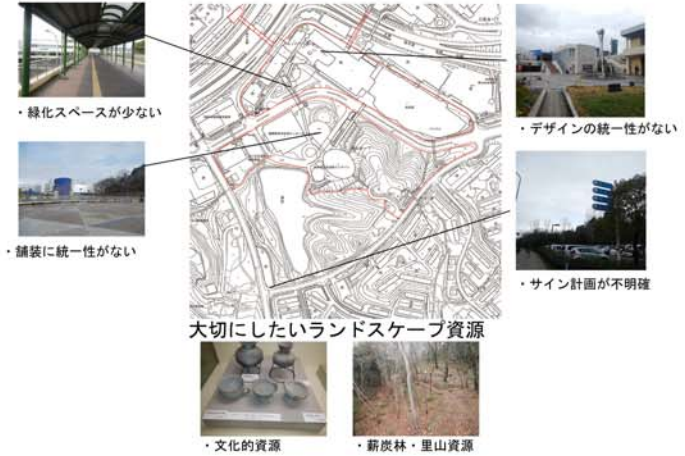 ・緑化スペースが少ない
・デザインの統一性がない
・舗装に統一性がない
・サイン計画が不明確
大切にしたいランドスケープ資源
・文化的資源
・薪炭林・里山資源